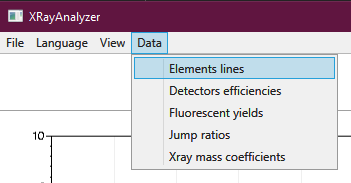 XRayAnalyzer
File Language View Data
Elements lines
Detectors efficiencies
Fluorescent yields
Jump ratios
Xray mass coefficients
10